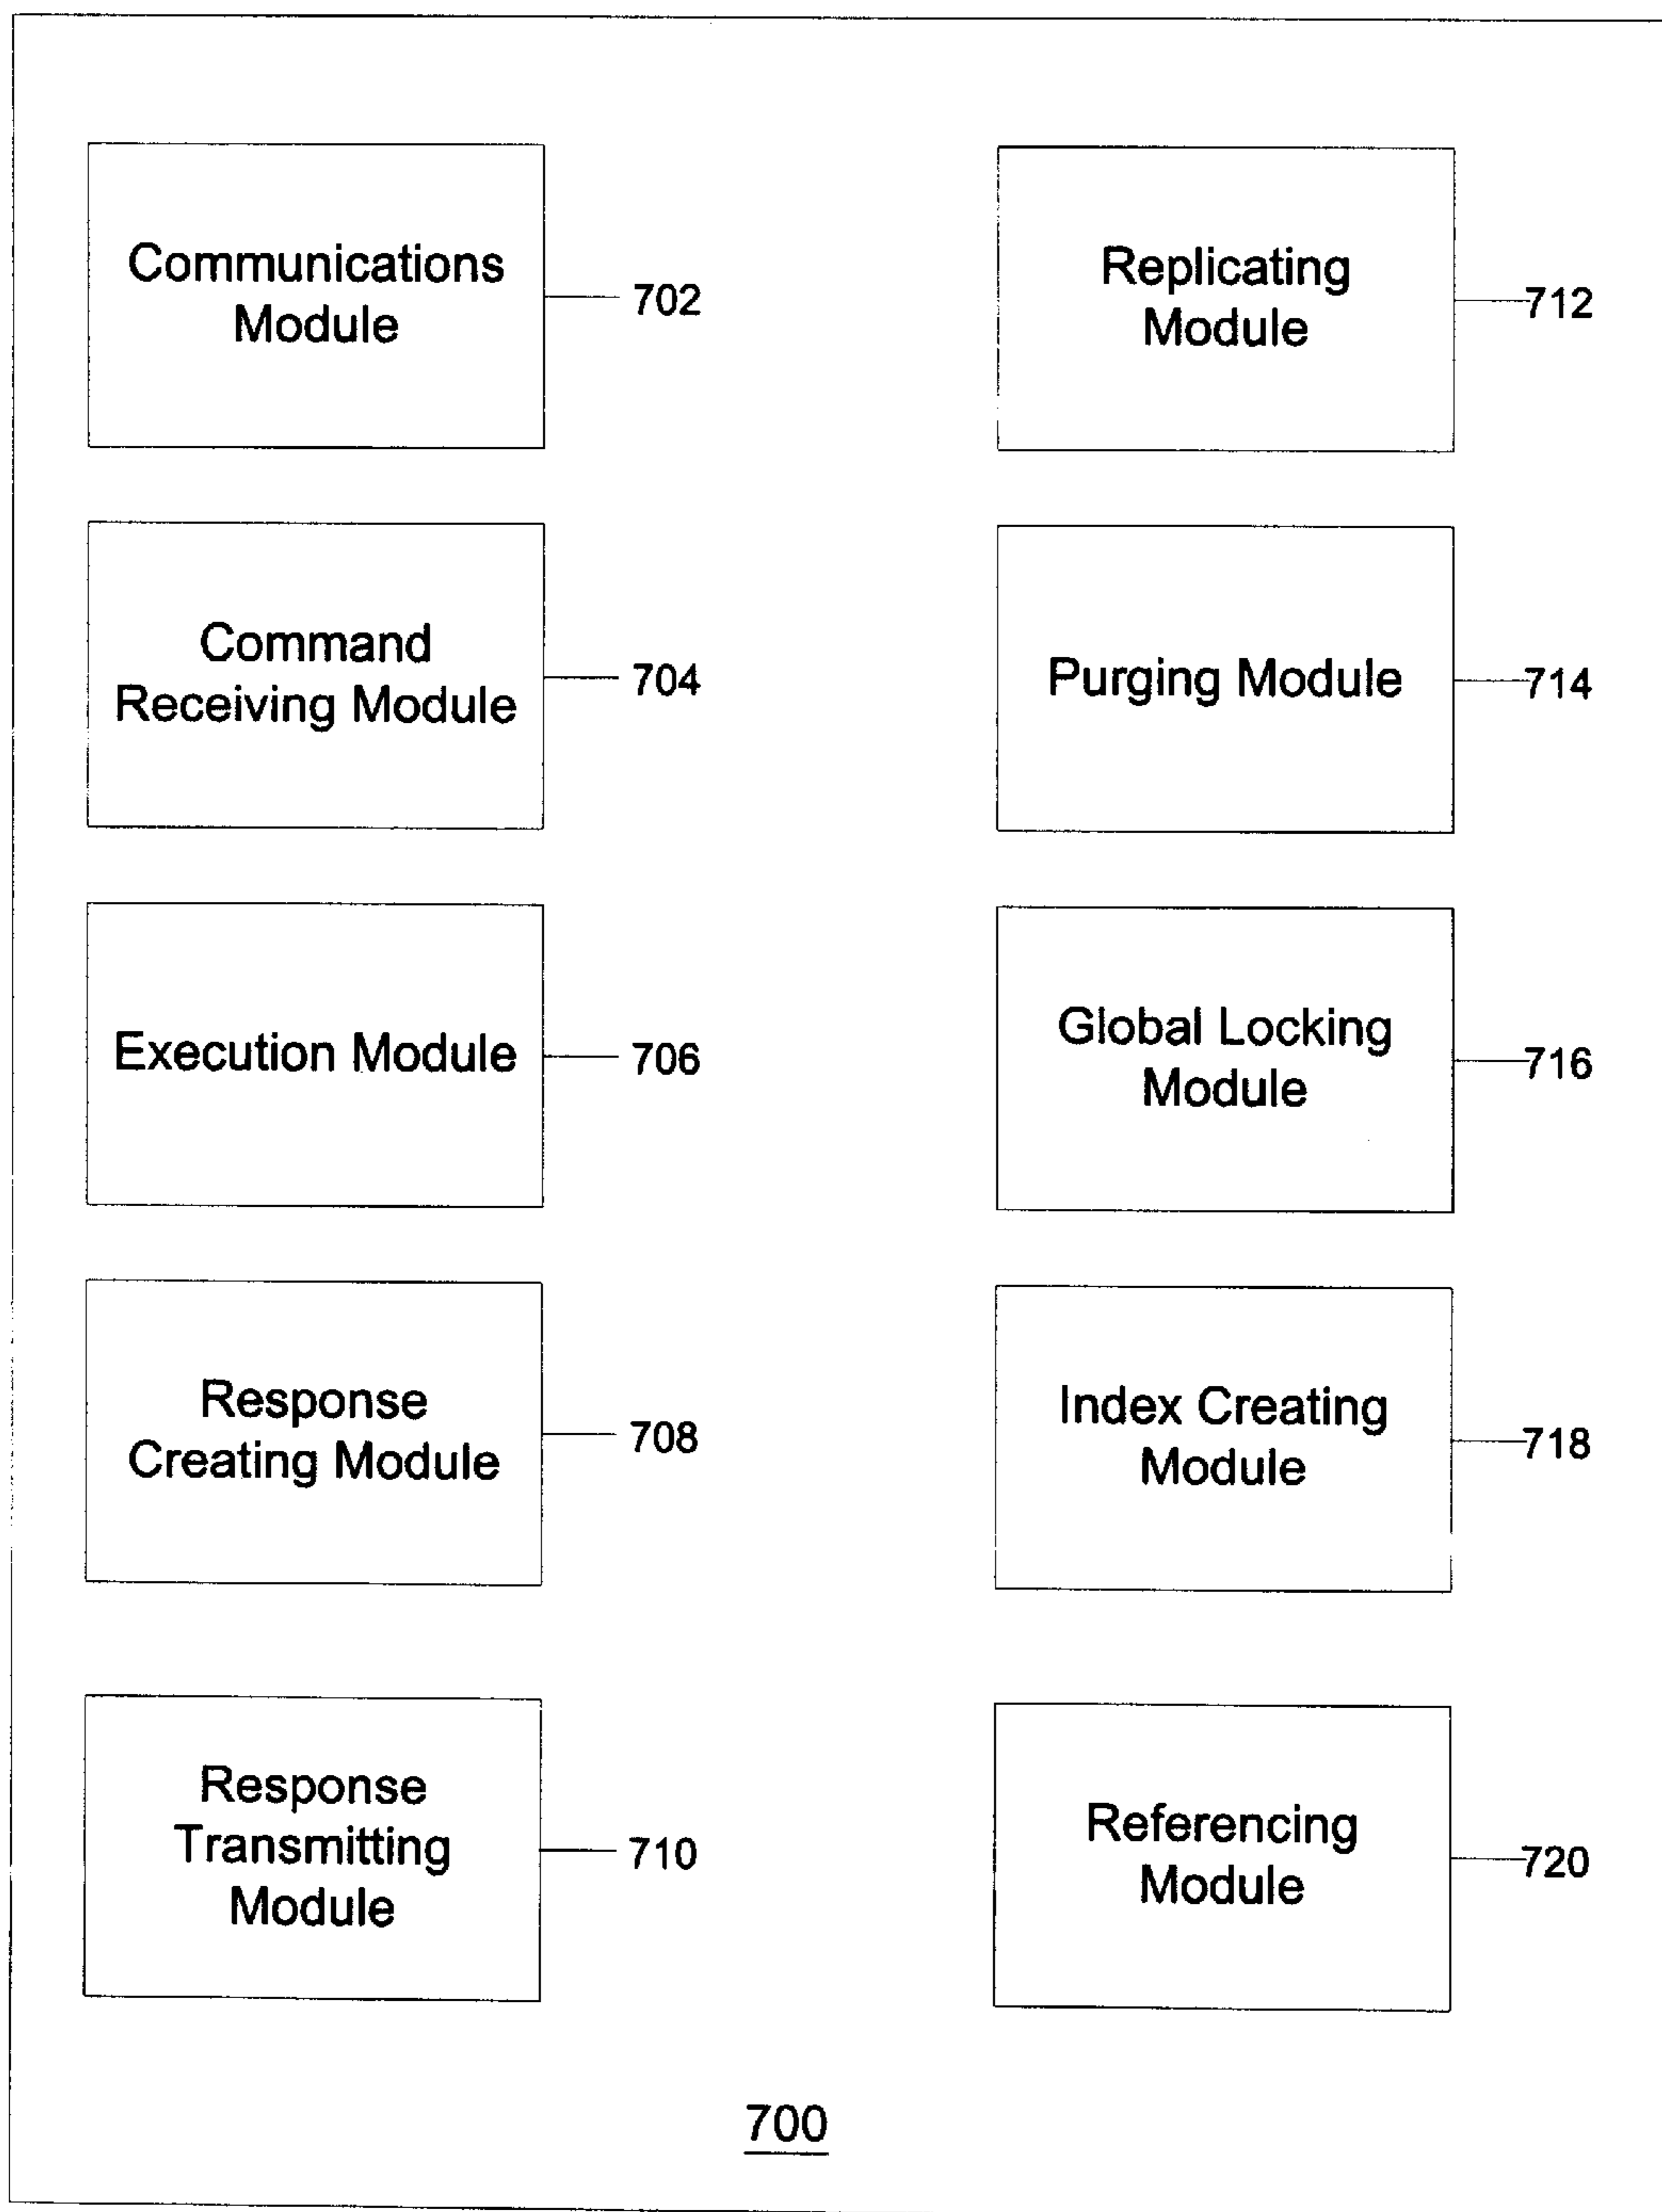 Communications
Module
702
Command
Receiving Module
704
Execution Module
706
Response
Creating Module
708
Response
Transmitting
Module
710
Replicating
Module
712
Purging Module
714
Global Locking
Module
716
Index Creating
Module
718
Referencing
Module
720
700